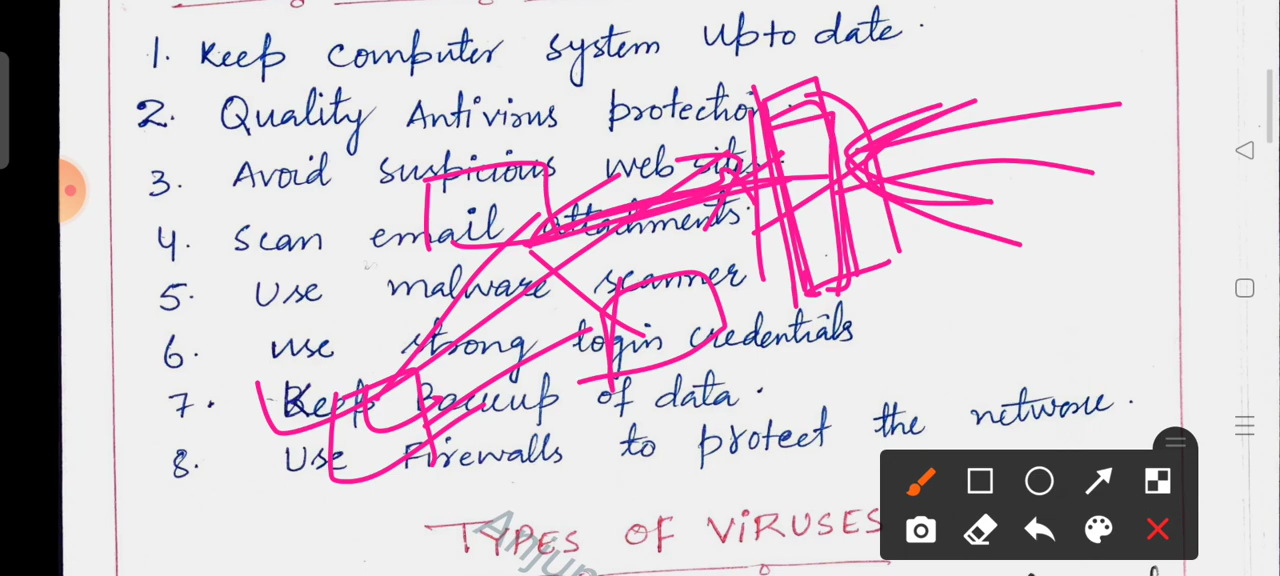 1. Keep computer system upto date.
2. Quality Antivirus protection.
3. Avoid suspicious web sites.
4. Scan email attachments.
5. Use malware scanner
6. use strong login credentials
7. Keep Backup of data.
8. Use Firewalls to protect the network.
TYPES OF VIRUSES
Anjum